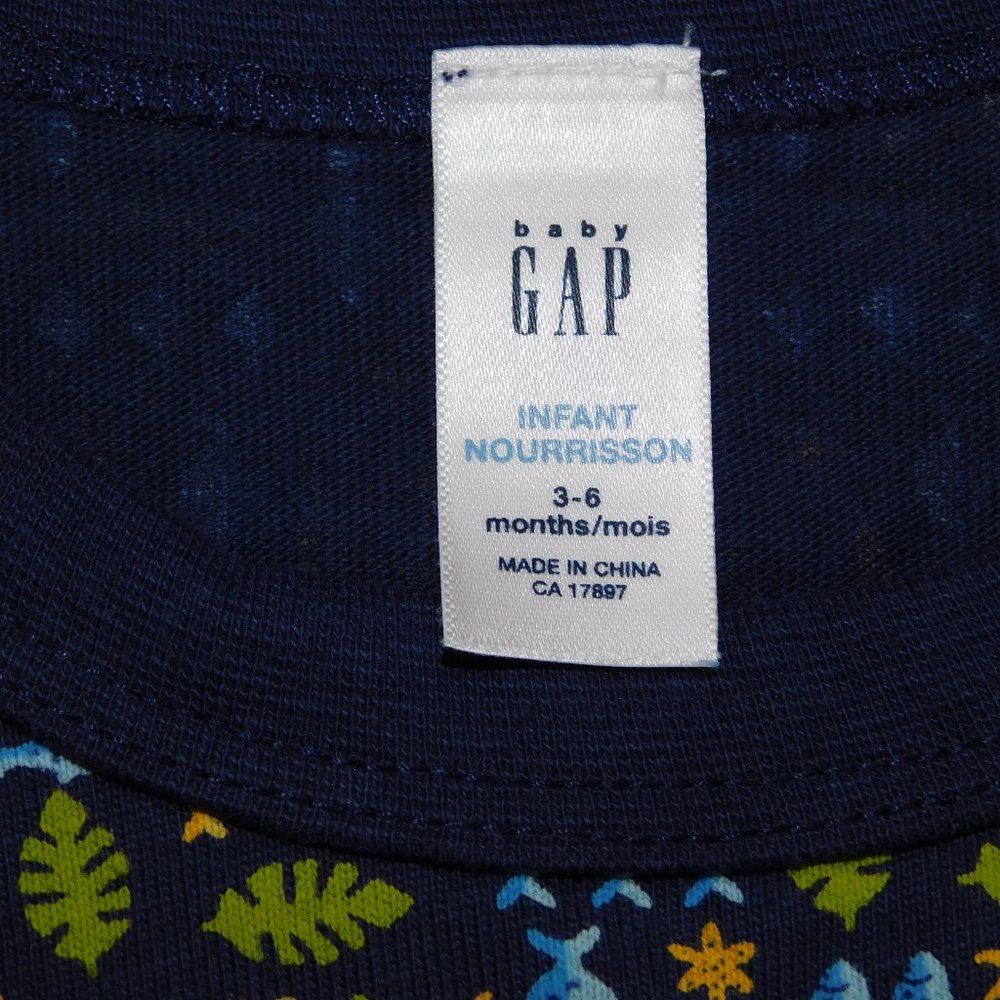 baby
GAP
INFANT
NOURRISSON
3-6
months/mois
MADE IN CHINA
CA 17897